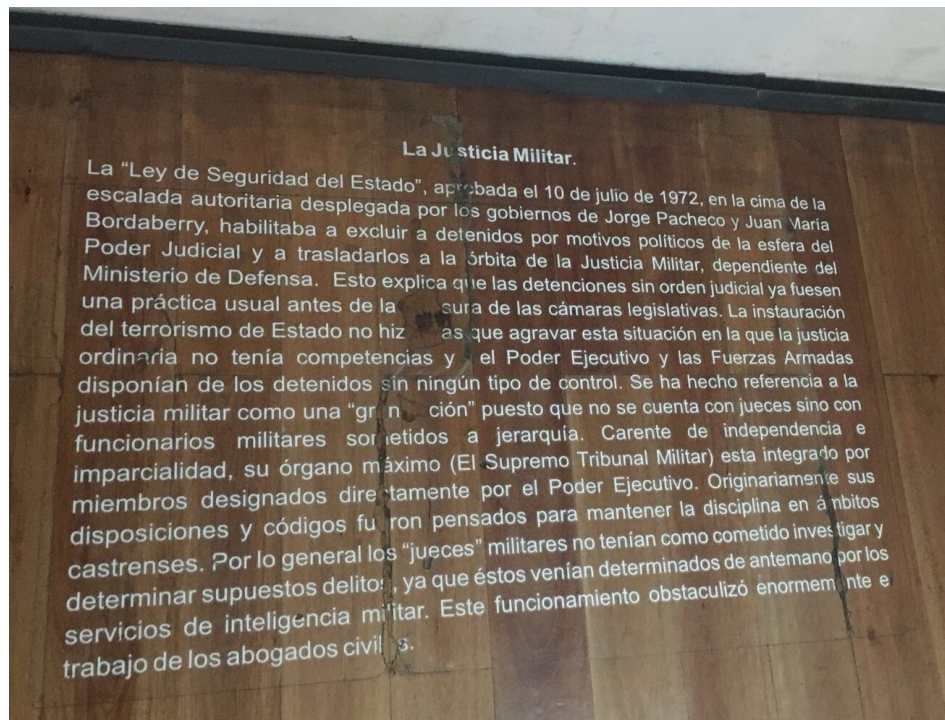 La Justicia Militar.
La “Ley de Seguridad del Estado”, aprobada el 10 de julio de 1972, en la cima de la
escalada autoritaria desplegada por los gobiernos de Jorge Pacheco y Juan María
Bordaberry, habilitaba a excluir a detenidos por motivos políticos de la esfera del
Poder Judicial y a trasladarlos a la órbita de la Justicia Militar, dependiente del
Ministerio de Defensa. Esto explica que las detenciones sin orden judicial ya fuesen
una práctica usual antes de la sura de las cámaras legislativas. La instauración
del terrorismo de Estado no hiz as que agravar esta situación en la que la justicia
ordinaria no tenía competencias y el Poder Ejecutivo y las Fuerzas Armadas
disponían de los detenidos sin ningún tipo de control. Se ha hecho referencia a la
justicia militar como una “gr n ción” puesto que no se cuenta con jueces sino con
funcionarios militares sometidos a jerarquía. Carente de independencia e
imparcialidad, su órgano máximo (El Supremo Tribunal Militar) esta integrado por
miembros designados directamente por el Poder Ejecutivo. Originariamente sus
disposiciones y códigos fueron pensados para mantener la disciplina en ámbitos
castrenses. Por lo general los “jueces” militares no tenían como cometido investigar y
determinar supuestos delitos, ya que éstos venían determinados de antemano por los
servicios de inteligencia militar. Este funcionamiento obstaculizó enormemente e
trabajo de los abogados civiles.